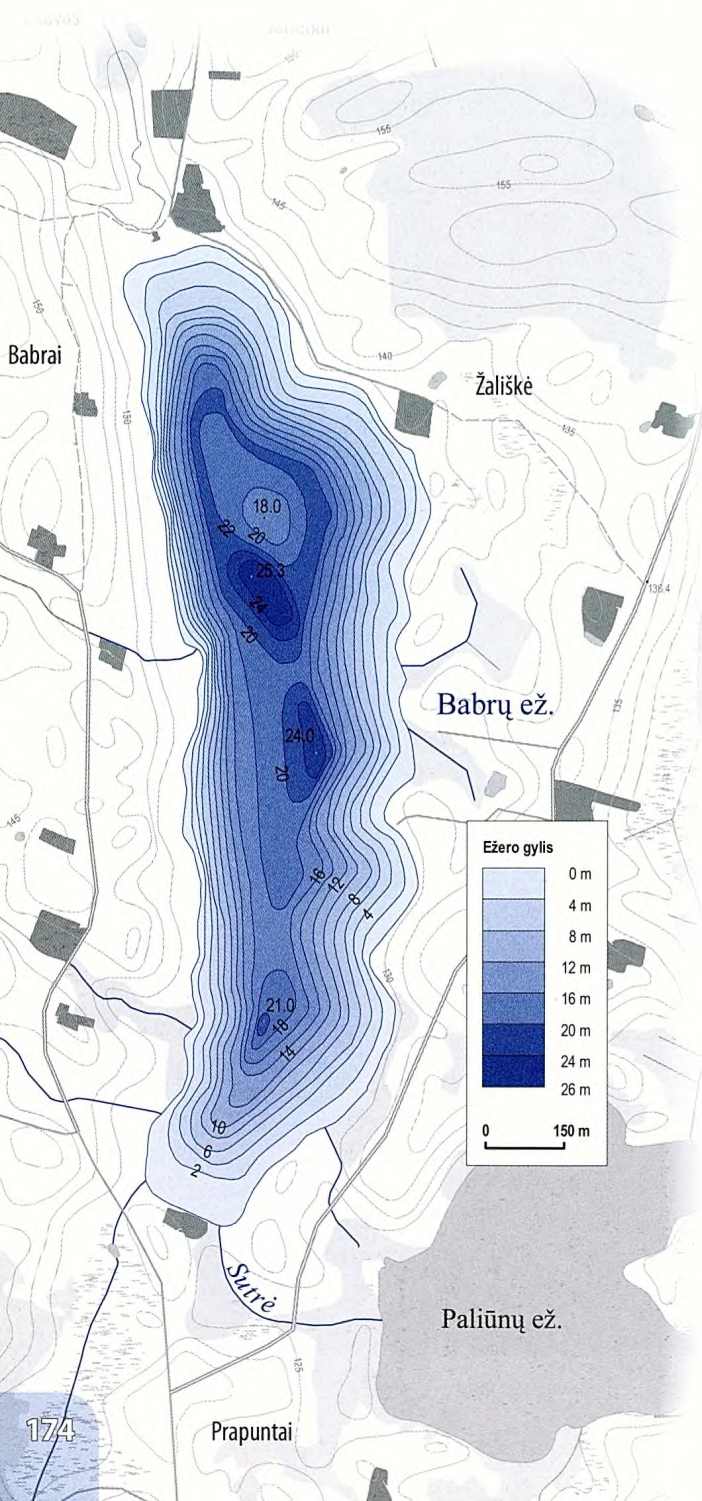 155
150
155
145
150
140
Babrai
Žališkė
130
135
18.0
22
20
25.3
24
20
136.4
Babrų ež.
135
24.0
20
145
Ežero gylis
0 m
4 m
8 m
12 m
16 m
20 m
24 m
26 m
0 150 m
16
12
8
4
130
21.0
18
14
10
6
2
Sutrė
Paliūnų ež.
125
174
Prapuntai